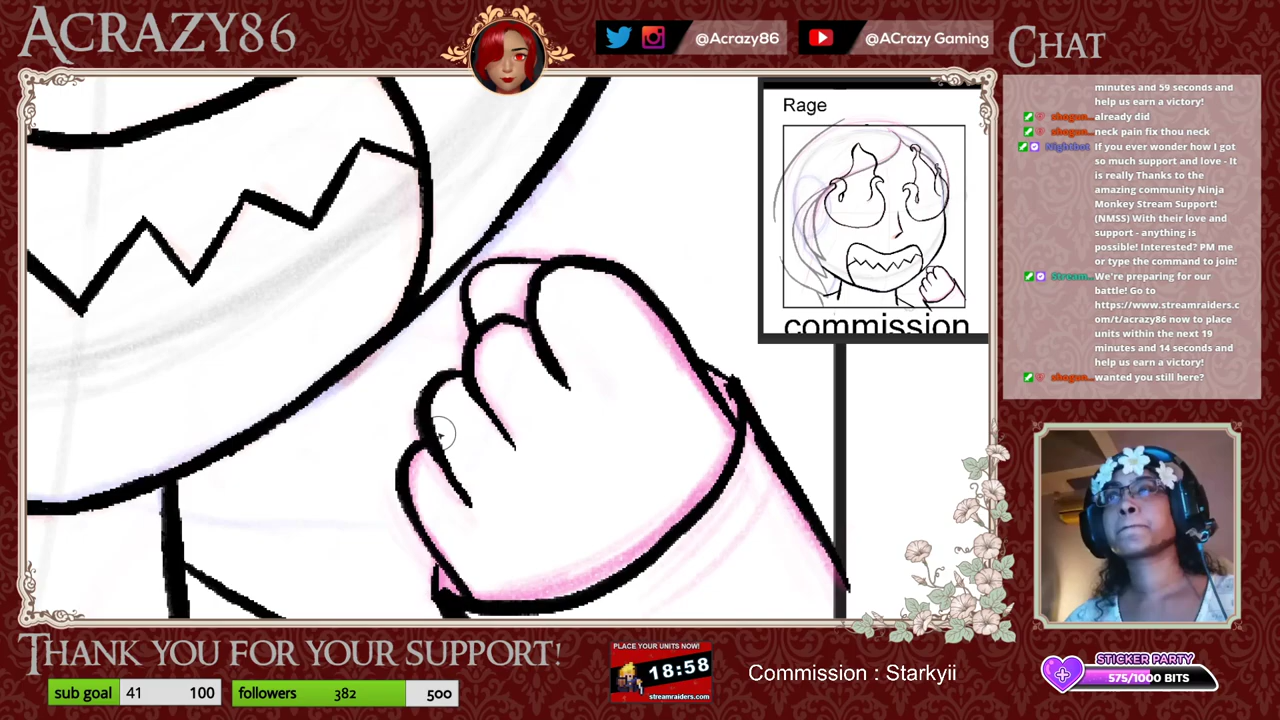 ACRAZY86
@Acrazy86
@ACrazy Gaming
CHAT
minutes and 59 seconds and
help us earn a victory!
shogan... already did
shogan... neck pain fix thou neck
Nightbot If you ever wonder how I got
so much support and love - It
is really Thanks to the
amazing community Ninja
Monkey Stream Support!
(NMSS) With their love and
support - anything is
possible! Interested? PM me
or type the command to join!
Stream... We're preparing for our
battle! Go to
https://www.streamraiders.c
om/t/acrazy86 now to place
units within the next 19
minutes and 14 seconds and
help us earn a victory!
shogan... wanted you still here?
Rage
commission
THANK YOU FOR YOUR SUPPORT!
sub goal 41 100
followers 382 500
PLACE YOUR UNITS NOW!
18:58
streamraiders.com
Commission : Starkyii
STICKER PARTY
575/1000 BITS